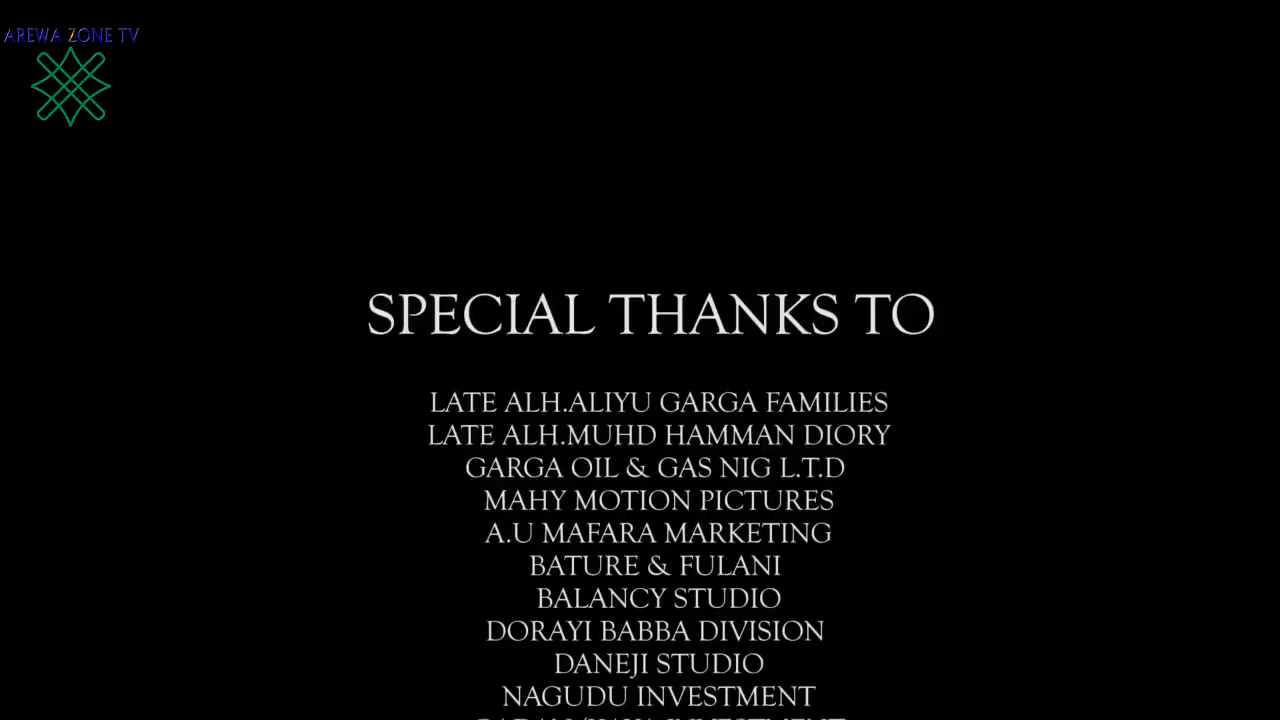 AREWA ZONE TV
SPECIAL THANKS TO
LATE ALH.ALIYU GARGA FAMILIES
LATE ALH.MUHD HAMMAN DIORY
GARGA OIL & GAS NIG L.T.D
MAHY MOTION PICTURES
A.U MAFARA MARKETING
BATURE & FULANI
BALANCY STUDIO
DORAYI BABBA DIVISION
DANEJI STUDIO
NAGUDU INVESTMENT